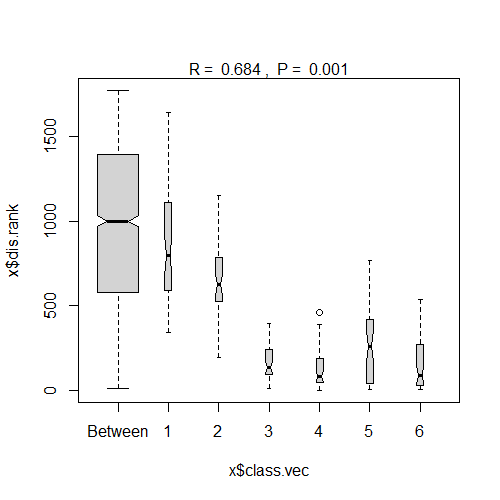 R = 0.684 , P = 0.001
1500
1000
500
0
x$dis.rank
Between 1 2 3 4 5 6
x$class.vec